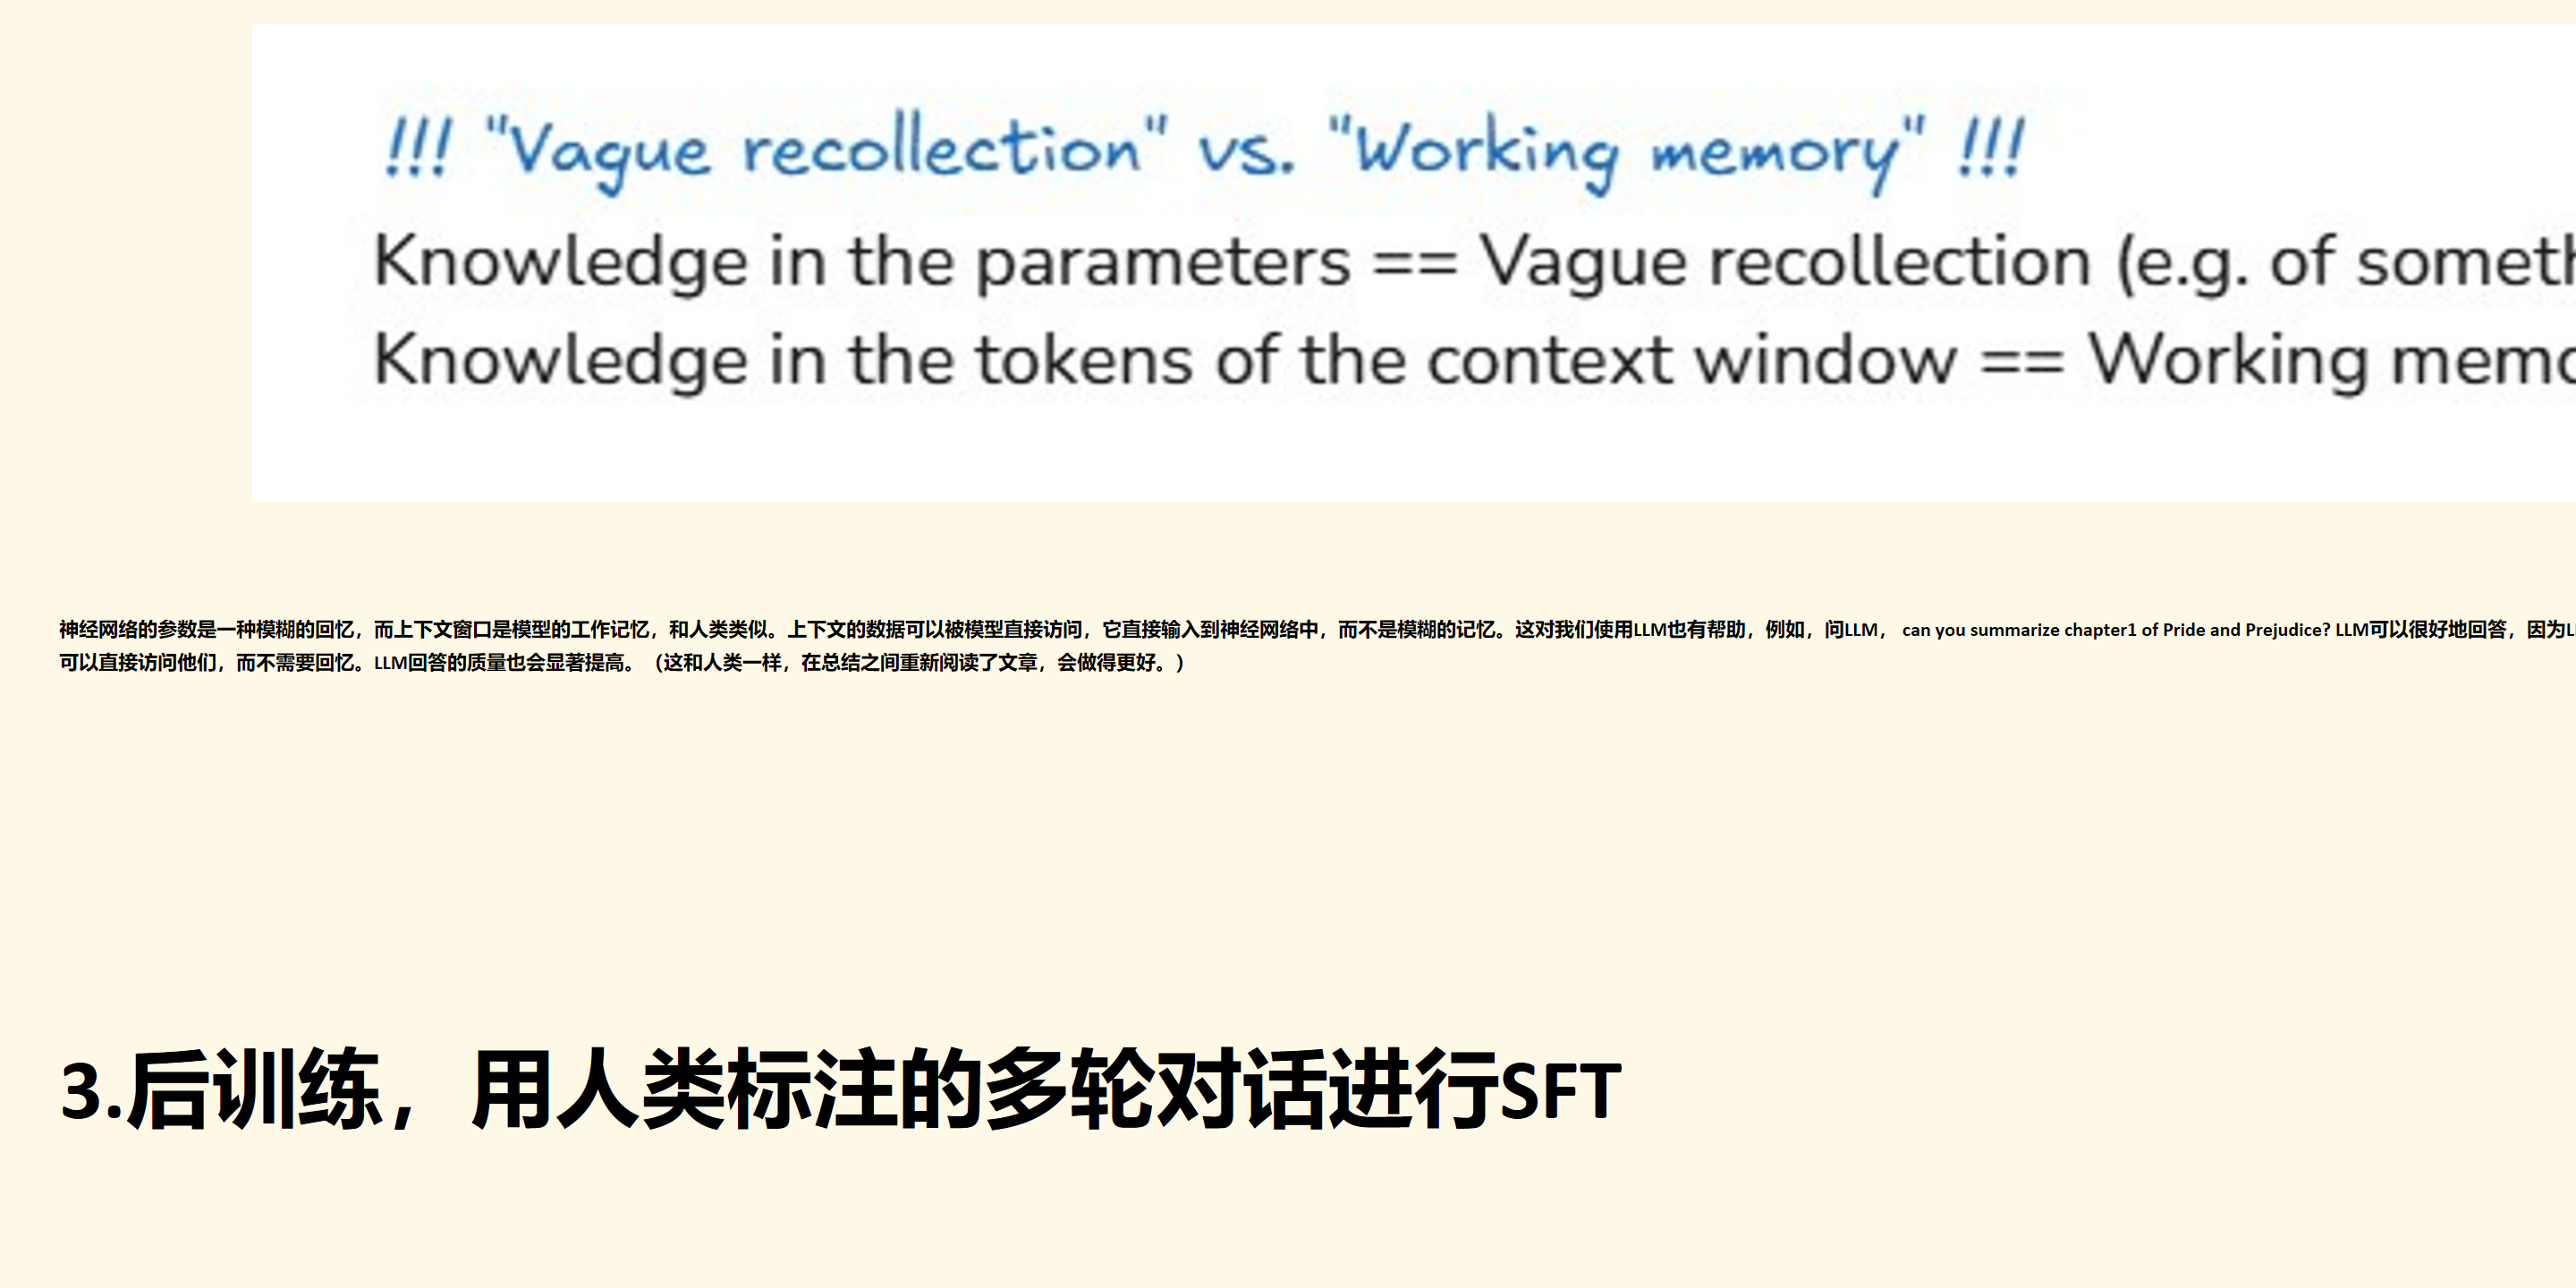 !!! "Vague recollection" vs. "Working memory" !!!
Knowledge in the parameters == Vague recollection (e.g. of
Knowledge in the tokens of the context window == Working
神经网络的参数是一种模糊的回忆，而上下文窗口是模型的工作记忆，和人类类似。上下文的数据可以被模型直接访问，它直接输入到神经网络中，而不是模糊的记忆。这对我们使用LLM也有帮助，例如，问LLM， can you summarize chapter1 of Pride and Prejudice? LLM可以很好地回答，因为
可以直接访问他们，而不需要回忆。LLM回答的质量也会显著提高。（这和人类一样，在总结之间重新阅读了文章，会做得更好。）
3.后训练，用人类标注的多轮对话进行SFT